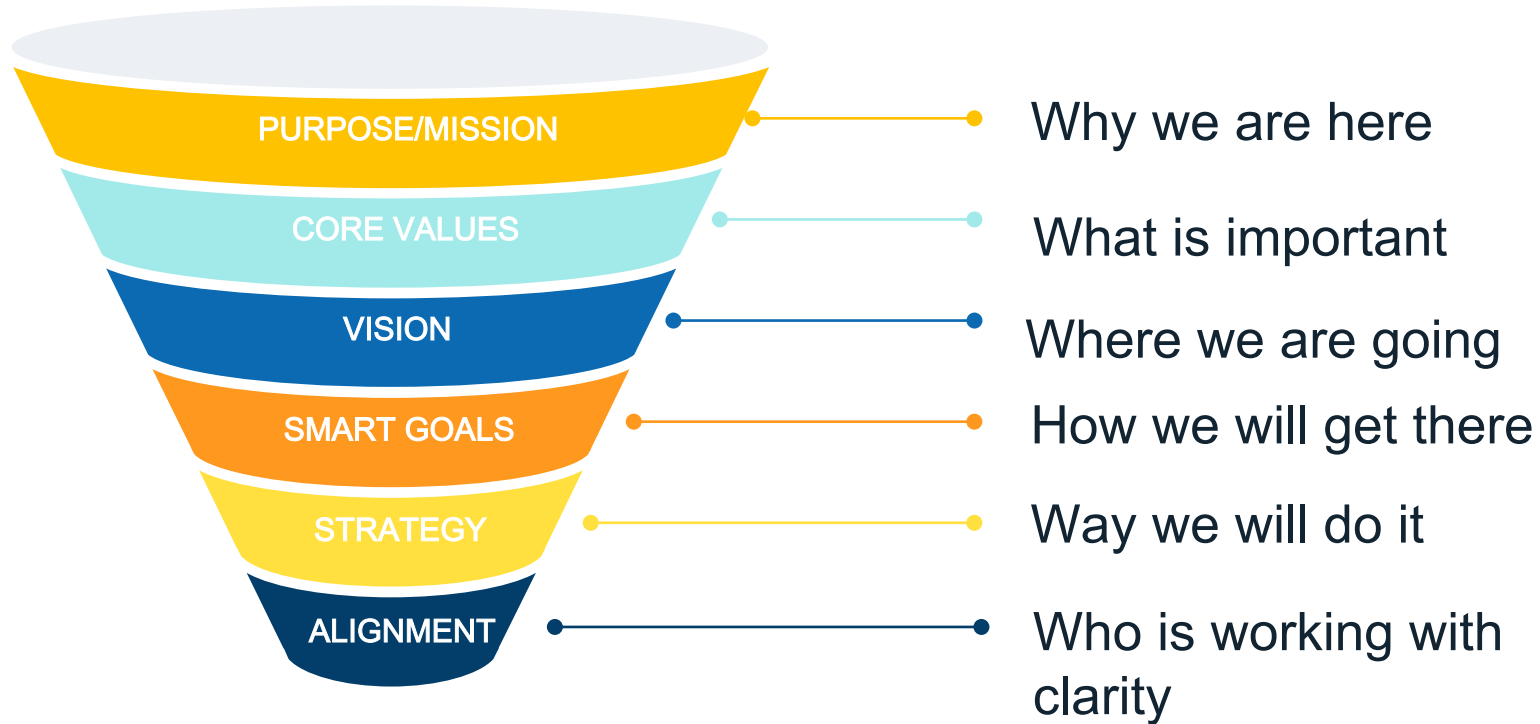 PURPOSE/MISSION
Why we are here
CORE VALUES
What is important
VISION
Where we are going
SMART GOALS
How we will get there
STRATEGY
Way we will do it
ALIGNMENT
Who is working with
clarity